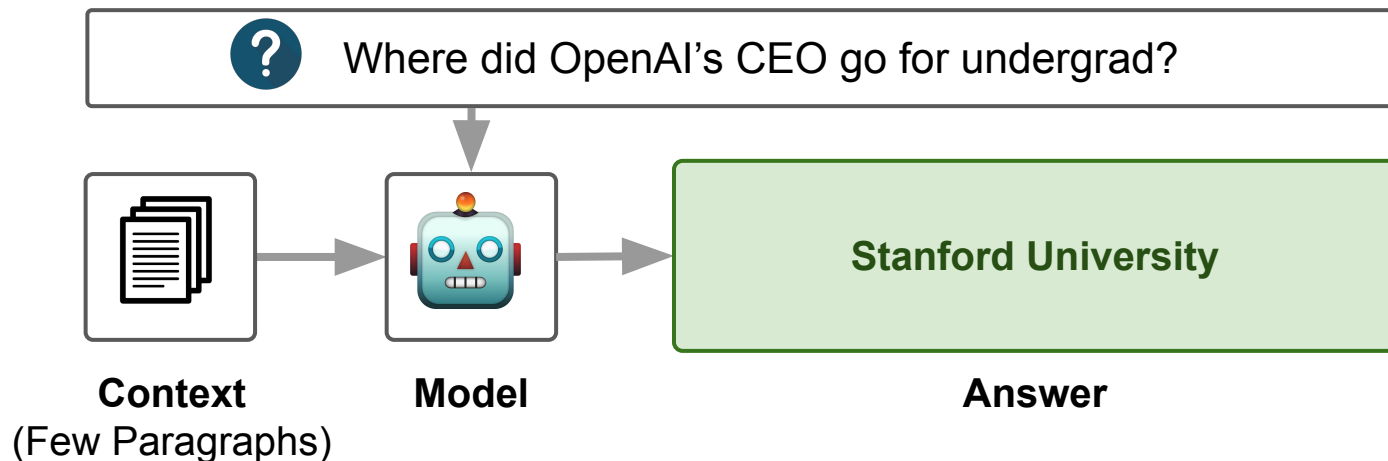 ? Where did OpenAI’s CEO go for undergrad?
Stanford University
Context
(Few Paragraphs)
Model
Answer